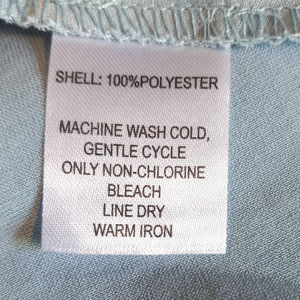 SHELL: 100%POLYESTER
MACHINE WASH COLD,
GENTLE CYCLE
ONLY NON-CHLORINE
BLEACH
LINE DRY
WARM IRON